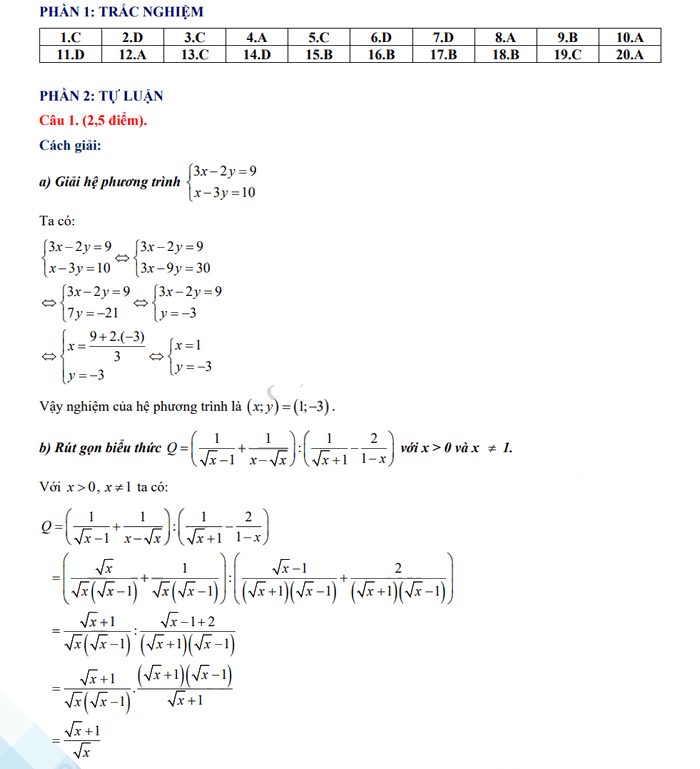 PHẦN 1: TRẮC NGHIỆM
1.C 2.D 3.C 4.A 5.C 6.D 7.D 8.A 9.B 10.A
11.D 12.A 13.C 14.D 15.B 16.B 17.B 18.B 19.C 20.A
PHẦN 2: TỰ LUẬN
Câu 1. (2,5 điểm).
Cách giải:
a) Giải hệ phương trình {3x−2y=9; x−3y=10
Ta có:
{3x−2y=9; x−3y=10 ⇔ {3x−2y=9; 3x−9y=30
⇔ {3x−2y=9; 7y=−21 ⇔ {3x−2y=9; y=−3
⇔ {x=(9+2.(−3))/3; y=−3 ⇔ {x=1; y=−3
Vậy nghiệm của hệ phương trình là (x;y)=(1;−3).
b) Rút gọn biểu thức Q=(1/(√x−1)+1/(x−√x)):(1/(√x+1)−2/(1−x)) với x > 0 và x ≠ 1.
Với x>0, x≠1 ta có:
Q=(1/(√x−1)+1/(x−√x)):(1/(√x+1)−2/(1−x))
=(√x/(√x(√x−1))+1/(√x(√x−1))):((√x−1)/((√x+1)(√x−1))+2/((√x+1)(√x−1)))
=(√x+1)/(√x(√x−1)):(√x−1+2)/((√x+1)(√x−1))
=(√x+1)/(√x(√x−1)).((√x+1)(√x−1))/(√x+1)
=(√x+1)/√x